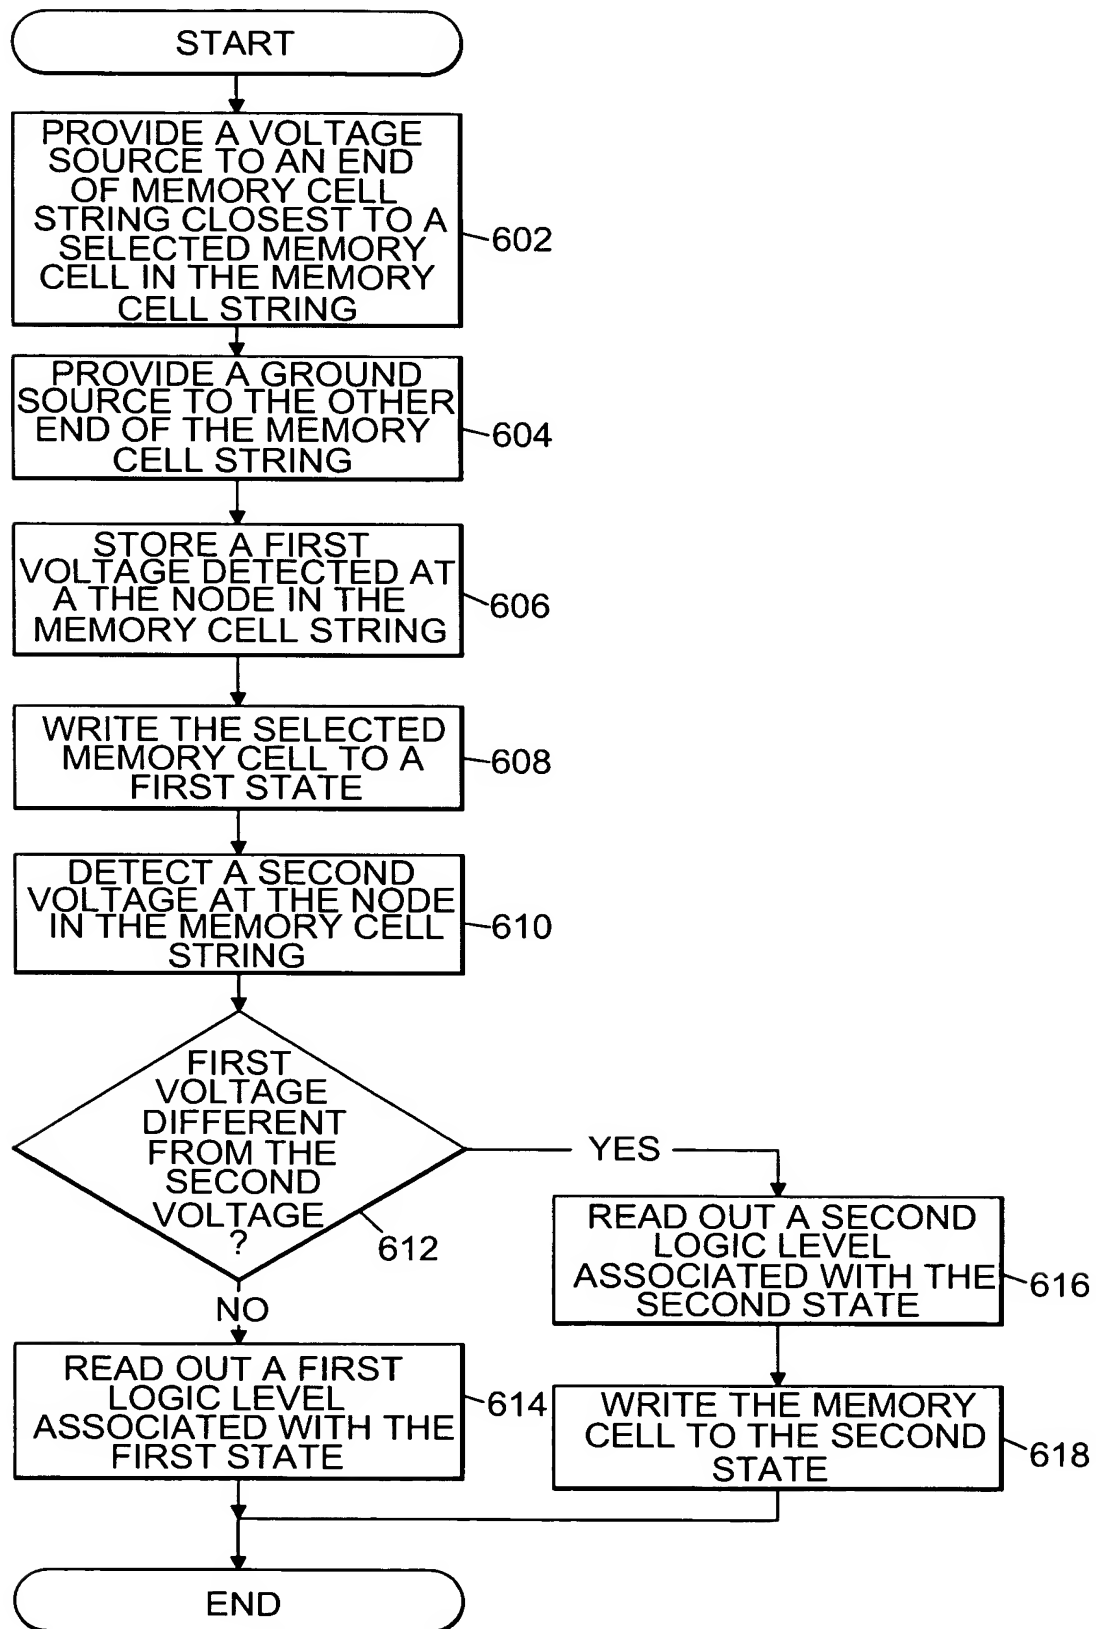 START
PROVIDE A VOLTAGE
SOURCE TO AN END
OF MEMORY CELL
STRING CLOSEST TO A
SELECTED MEMORY
CELL IN THE MEMORY
CELL STRING
602
PROVIDE A GROUND
SOURCE TO THE OTHER
END OF THE MEMORY
CELL STRING
604
STORE A FIRST
VOLTAGE DETECTED AT
A THE NODE IN THE
MEMORY CELL STRING
606
WRITE THE SELECTED
MEMORY CELL TO A
FIRST STATE
608
DETECT A SECOND
VOLTAGE AT THE NODE
IN THE MEMORY CELL
STRING
610
FIRST
VOLTAGE
DIFFERENT
FROM THE
SECOND
VOLTAGE
?
612
YES
NO
READ OUT A SECOND
LOGIC LEVEL
ASSOCIATED WITH THE
SECOND STATE
616
READ OUT A FIRST
LOGIC LEVEL
ASSOCIATED WITH THE
FIRST STATE
614
WRITE THE MEMORY
CELL TO THE SECOND
STATE
618
END